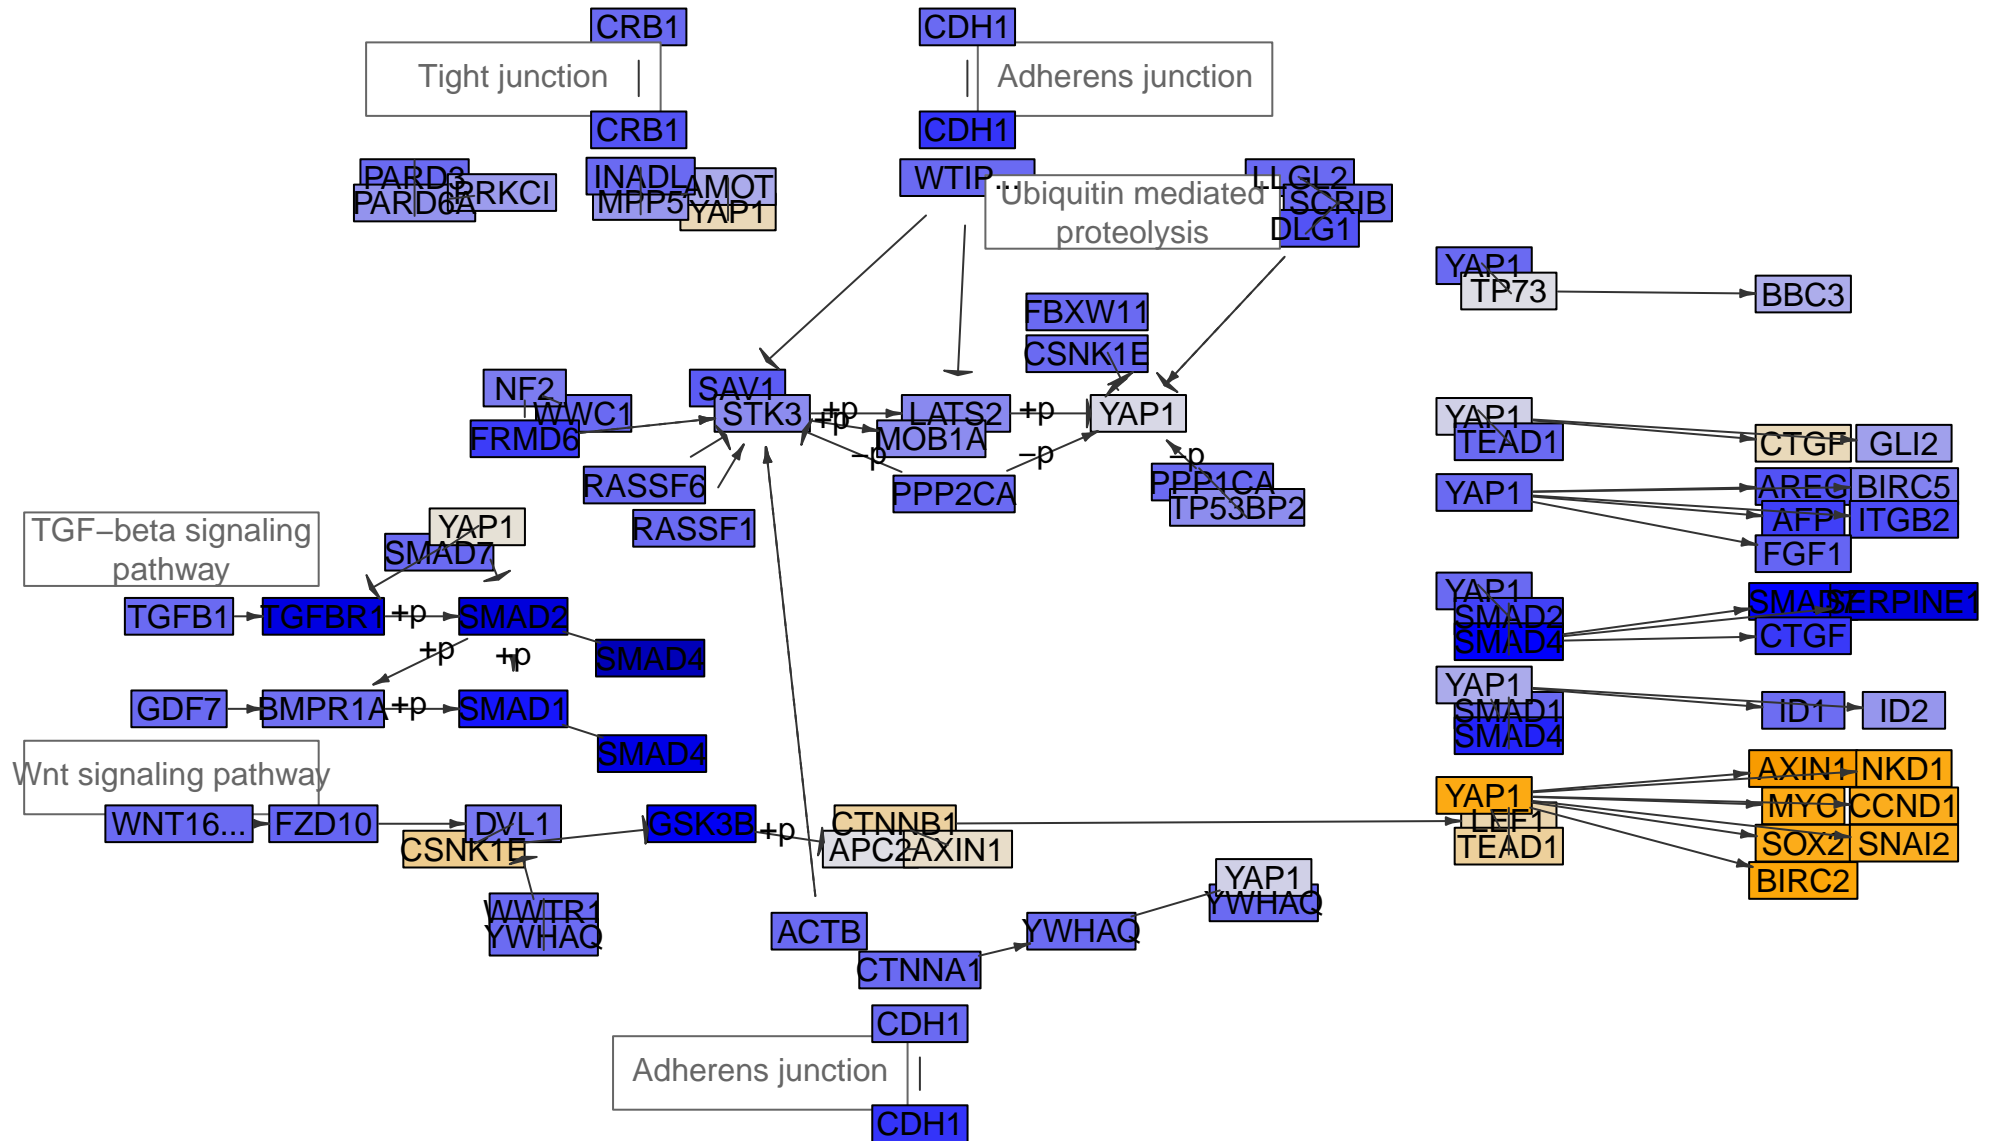 CRB1
CDH1
Tight junction
Adherens junction
CRB1
CDH1
PARD3
PARD6A
PRKCI
INADL
MPP5
AMOT
YAP1
WTIP...
Ubiquitin mediated
proteolysis
LLGL2
SCRIB
DLG1
YAP1
TP73
BBC3
FBXW11
CSNK1E
NF2
WWC1
FRMD6
SAV1
STK3
+p
+p
LATS2
MOB1A
+p
YAP1
−p
−p
−p
RASSF6
RASSF1
PPP2CA
PPP1CA
TP53BP2
YAP1
TEAD1
CTGF
GLI2
YAP1
AREG
BIRC5
AFP
ITGB2
FGF1
TGF−beta signaling
pathway
YAP1
SMAD7
TGFB1
TGFBR1
+p
SMAD2
+p
+p
SMAD4
GDF7
BMPR1A
+p
SMAD1
SMAD4
YAP1
SMAD2
SMAD4
SMAD7
SERPINE1
CTGF
YAP1
SMAD1
SMAD4
ID1
ID2
Wnt signaling pathway
WNT16...
FZD10
DVL1
CSNK1E
GSK3B
+p
CTNNB1
APC2
AXIN1
YAP1
LEF1
TEAD1
AXIN1
NKD1
MYC
CCND1
SOX2
SNAI2
BIRC2
WWTR1
YWHAQ
ACTB
CTNNA1
YWHAQ
YAP1
YWHAQ
CDH1
Adherens junction
CDH1